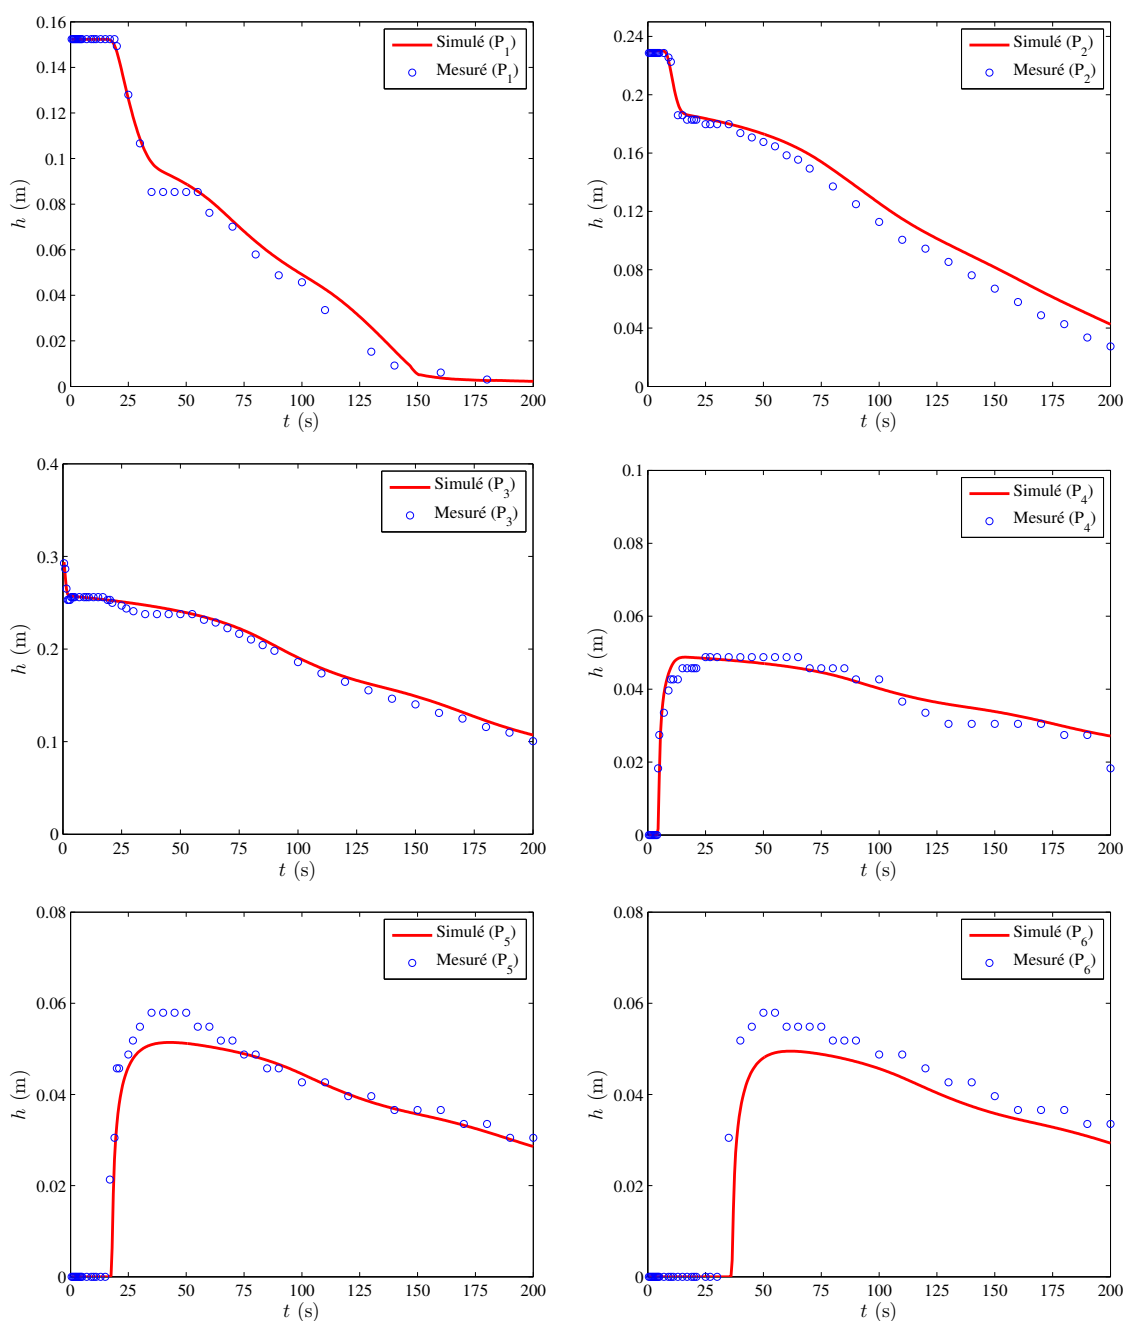 0.16
0.14
0.12
0.1
0.08
0.06
0.04
0.02
0
h (m)
Simulé (P1)
Mesuré (P1)
0 25 50 75 100 125 150 175 200
t (s)
0.24
0.2
0.16
0.12
0.08
0.04
0
h (m)
Simulé (P2)
Mesuré (P2)
0 25 50 75 100 125 150 175 200
t (s)
0.4
0.3
0.2
0.1
0
h (m)
Simulé (P3)
Mesuré (P3)
0 25 50 75 100 125 150 175 200
t (s)
0.1
0.08
0.06
0.04
0.02
0
h (m)
Simulé (P4)
Mesuré (P4)
0 25 50 75 100 125 150 175 200
t (s)
0.08
0.06
0.04
0.02
0
h (m)
Simulé (P5)
Mesuré (P5)
0 25 50 75 100 125 150 175 200
t (s)
0.08
0.06
0.04
0.02
0
h (m)
Simulé (P6)
Mesuré (P6)
0 25 50 75 100 125 150 175 200
t (s)